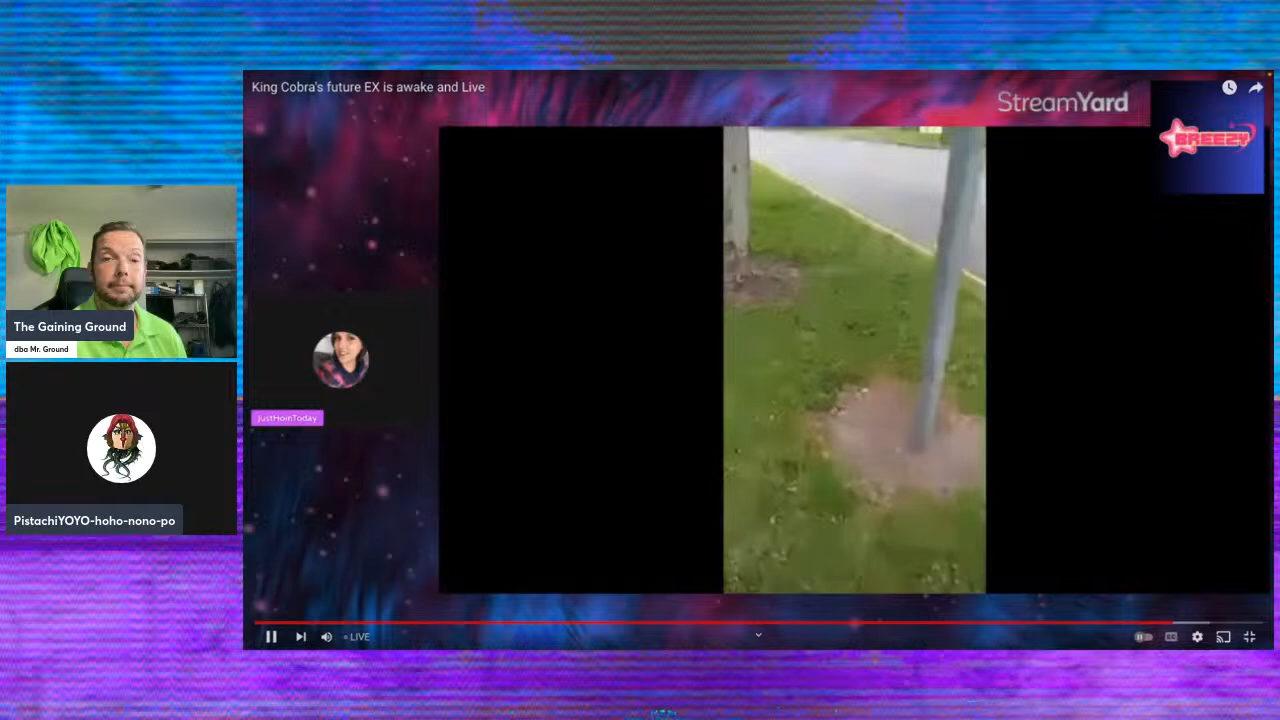 King Cobra's future EX is awake and Live
StreamYard
BREEZY
The Gaining Ground
dba Mr. Ground
JustHoinToday
PistachiYOYO-hoho-nono-po
LIVE
CC